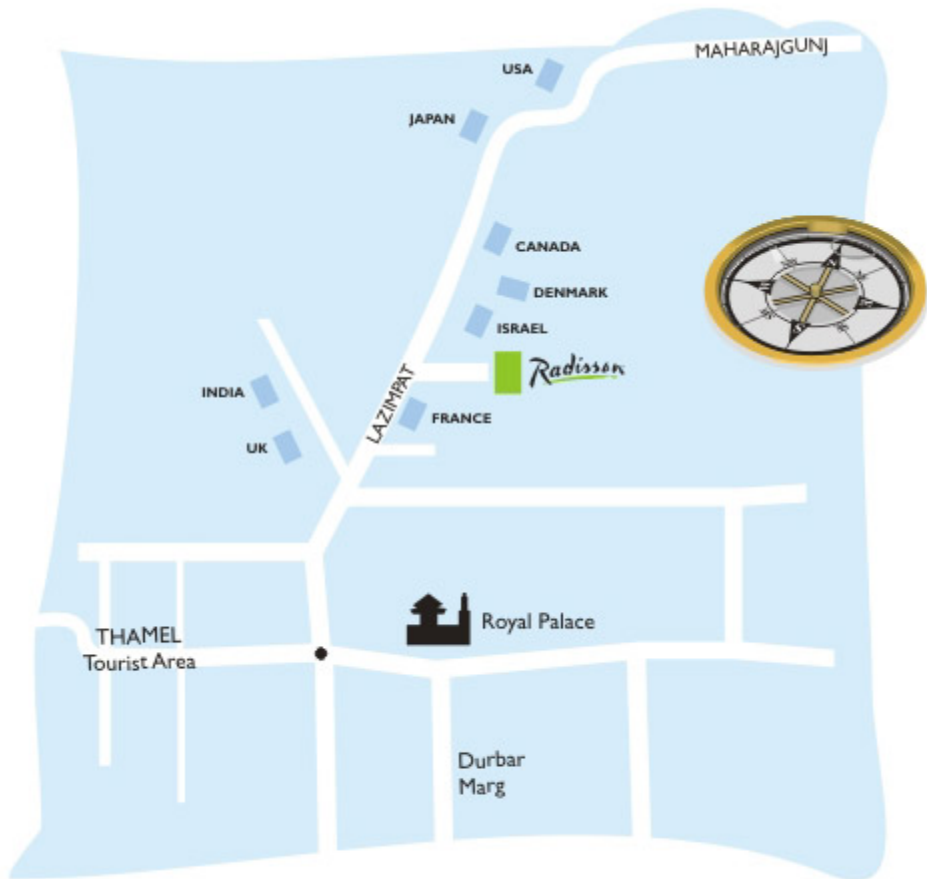 MAHARAJGUNJ
USA
JAPAN
CANADA
DENMARK
ISRAEL
Radisson
INDIA
LAZIMPAT
FRANCE
UK
Royal Palace
THAMEL
Tourist Area
Durbar
Marg